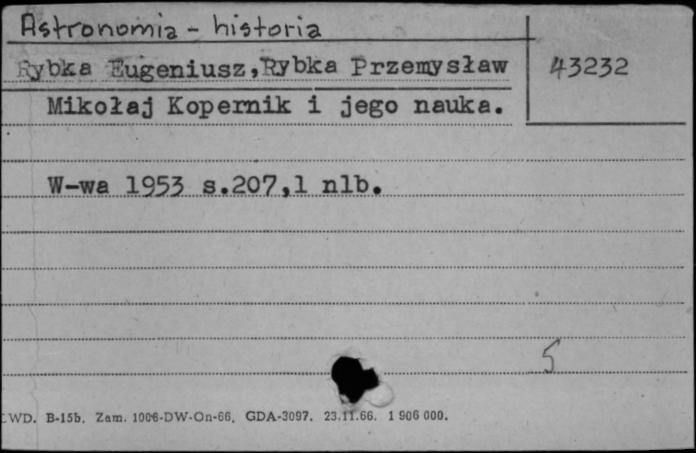 Astronomia - historia
Rybka Eugeniusz, Rybka Przemysław
43232
Mikołaj Kopernik i jego nauka.
W-wa 1953 s.207,1 nlb.
5
WD. B-15b. Zam. 1006-DW-On-66. GDA-3097. 23.11.66. 1 906 000.